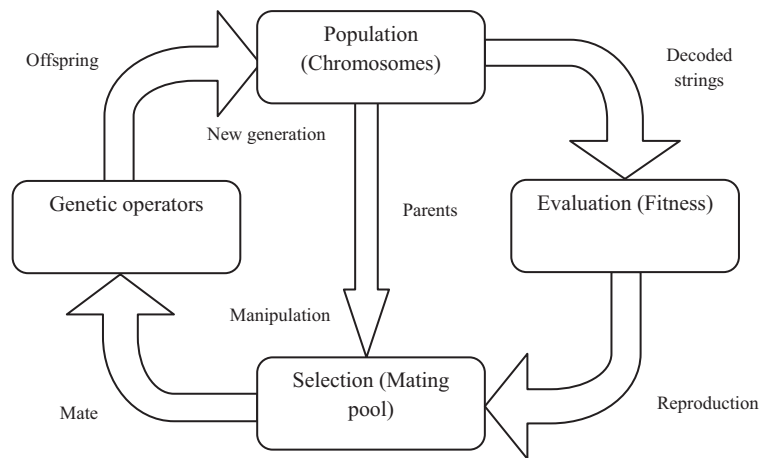 Population
(Chromosomes)
Offspring
Decoded
strings
New generation
Genetic operators
Parents
Evaluation (Fitness)
Manipulation
Selection (Mating
pool)
Mate
Reproduction